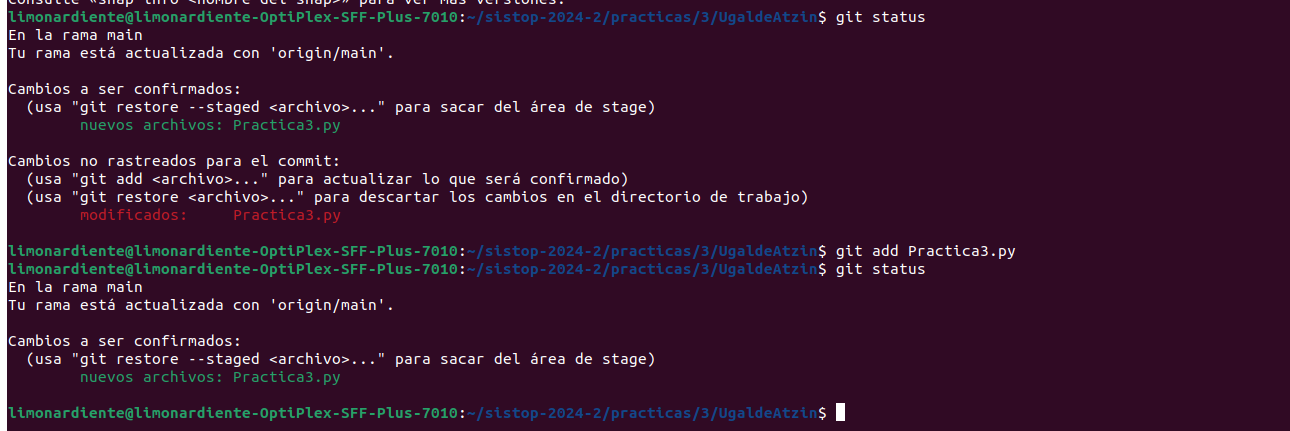 Consulte «snap info <nombre del snap>» para ver más versiones.
limonardiente@limonardiente-OptiPlex-SFF-Plus-7010:~/sistop-2024-2/practicas/3/UgaldeAtzin$ git status
En la rama main
Tu rama está actualizada con 'origin/main'.
Cambios a ser confirmados:
(usa "git restore --staged <archivo>..." para sacar del área de stage)
nuevos archivos: Practica3.py
Cambios no rastreados para el commit:
(usa "git add <archivo>..." para actualizar lo que será confirmado)
(usa "git restore <archivo>..." para descartar los cambios en el directorio de trabajo)
modificados:     Practica3.py
limonardiente@limonardiente-OptiPlex-SFF-Plus-7010:~/sistop-2024-2/practicas/3/UgaldeAtzin$ git add Practica3.py
limonardiente@limonardiente-OptiPlex-SFF-Plus-7010:~/sistop-2024-2/practicas/3/UgaldeAtzin$ git status
En la rama main
Tu rama está actualizada con 'origin/main'.
Cambios a ser confirmados:
(usa "git restore --staged <archivo>..." para sacar del área de stage)
nuevos archivos: Practica3.py
limonardiente@limonardiente-OptiPlex-SFF-Plus-7010:~/sistop-2024-2/practicas/3/UgaldeAtzin$